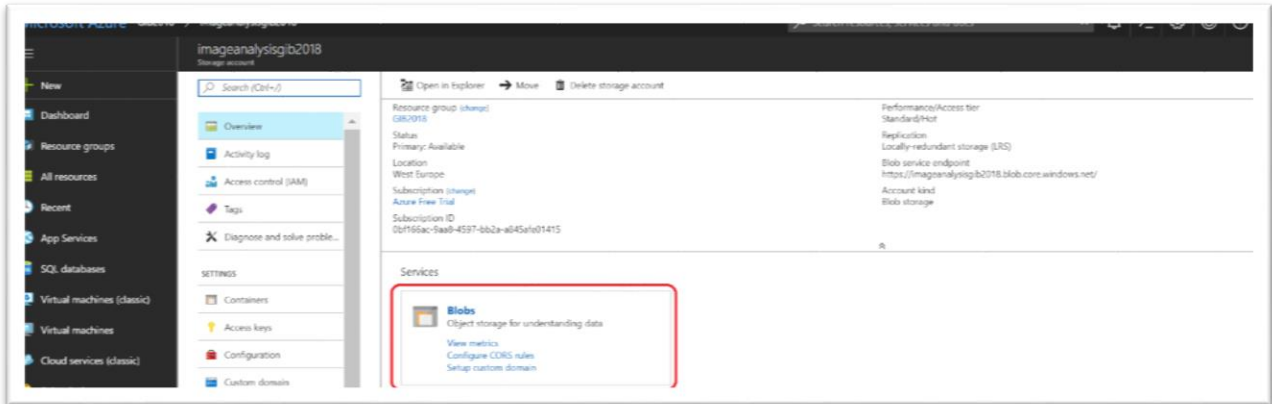 Microsoft Azure
imageanalysisgib2018
Storage account
New
Dashboard
Resource groups
All resources
Recent
App Services
SQL databases
Virtual machines (classic)
Virtual machines
Cloud services (classic)
Search (Ctrl+/)
Overview
Activity log
Access control (IAM)
Tags
Diagnose and solve proble...
SETTINGS
Containers
Access keys
Configuration
Custom domain
Open in Explorer Move Delete storage account
Resource group (change)
GIB2018
Status
Primary: Available
Location
West Europe
Subscription (change)
Azure Free Trial
Subscription ID
Performance/Access tier
Standard/Hot
Replication
Locally-redundant storage (LRS)
Blob service endpoint
https://imageanalysisgib2018.blob.core.windows.net/
Account kind
Blob storage
Services
Blobs
Object storage for understanding data
View metrics
Configure CORS rules
Setup custom domain